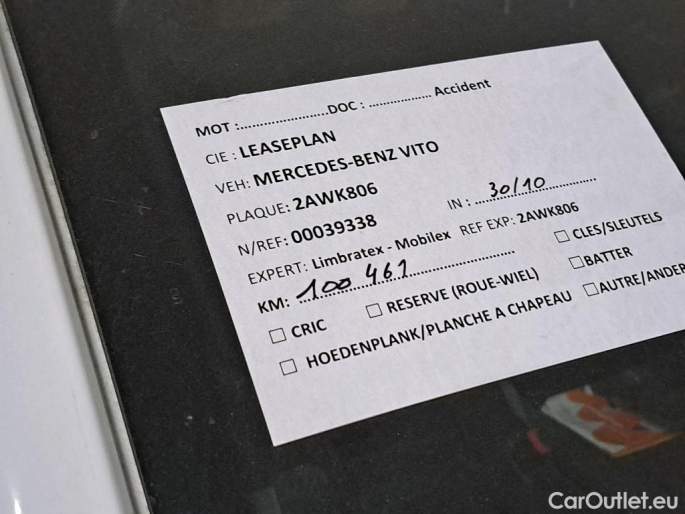 MOT :........................DOC : .................. Accident
CIE : LEASEPLAN
VEH: MERCEDES-BENZ VITO
PLAQUE: 2AWK806
IN : ....30/10....
N/REF: 00039338
EXPERT: Limbratex - Mobilex REF EXP: 2AWK806
KM: 100 461
☐ CLES/SLEUTELS
☐ CRIC ☐ RESERVE (ROUE-WIEL) ☐ BATTER
☐ HOEDENPLANK/PLANCHE A CHAPEAU ☐ AUTRE/ANDER
CarOutlet.eu